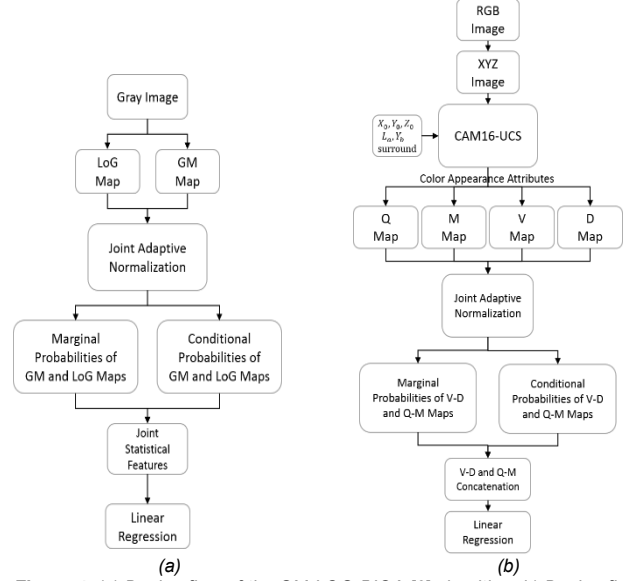 Gray Image
LoG
Map
GM
Map
Joint Adaptive
Normalization
Marginal
Probabilities of
GM and LoG Maps
Conditional
Probabilities of
GM and LoG Maps
Joint
Statistical
Features
Linear
Regression
(a)
RGB
Image
XYZ
Image
X₀, Y₀, Z₀
Lₐ, Y_b
surround
CAM16-UCS
Color Appearance Attributes
Q
Map
M
Map
V
Map
D
Map
Joint Adaptive
Normalization
Marginal
Probabilities of V-D
and Q-M Maps
Conditional
Probabilities of V-D
and Q-M Maps
V-D and Q-M
Concatenation
Linear
Regression
(b)